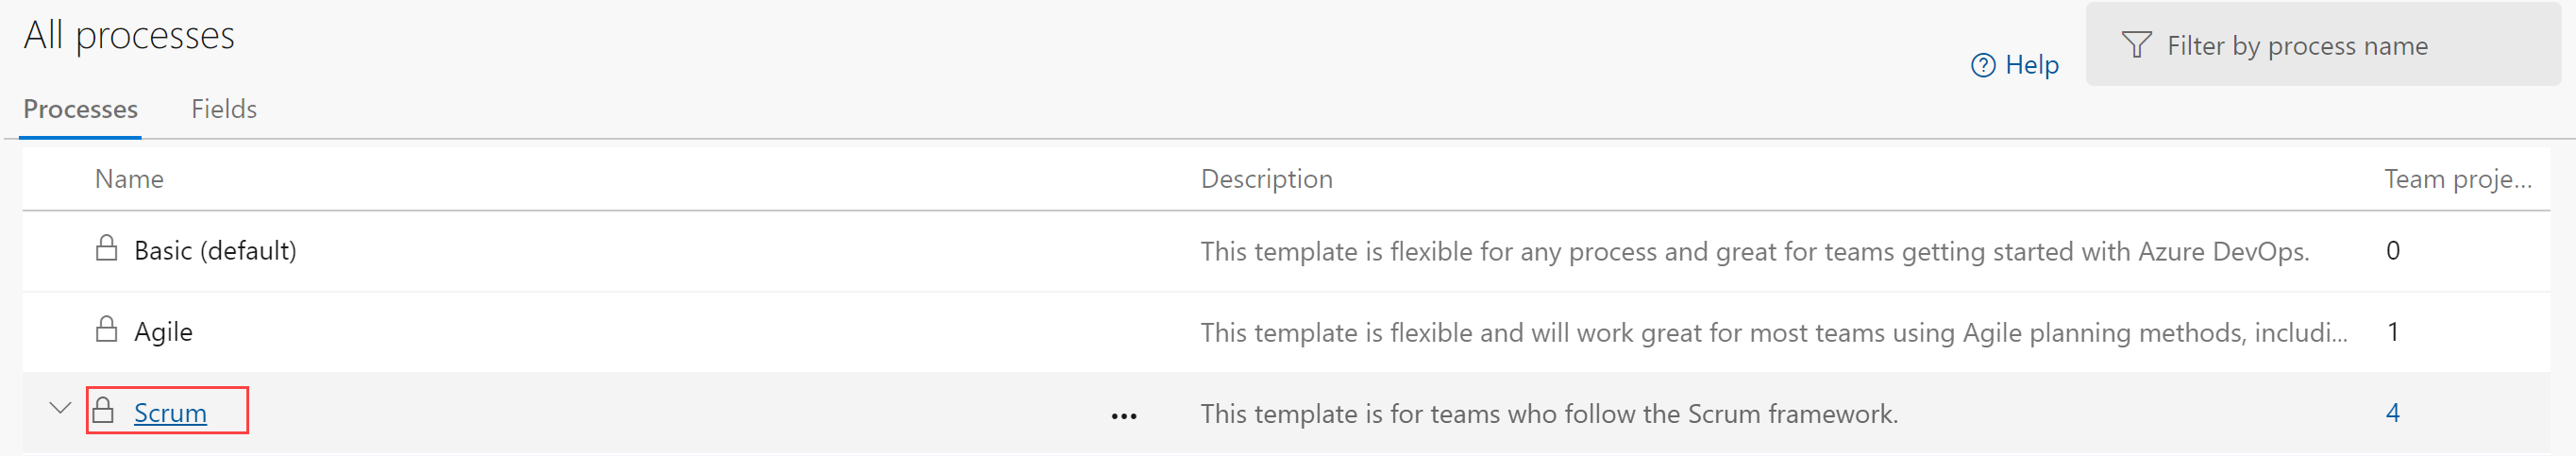 All processes
Help
Filter by process name
Processes Fields
Name Description Team proje...
Basic (default) This template is flexible for any process and great for teams getting started with Azure DevOps. 0
Agile This template is flexible and will work great for most teams using Agile planning methods, includi... 1
Scrum ... This template is for teams who follow the Scrum framework. 4